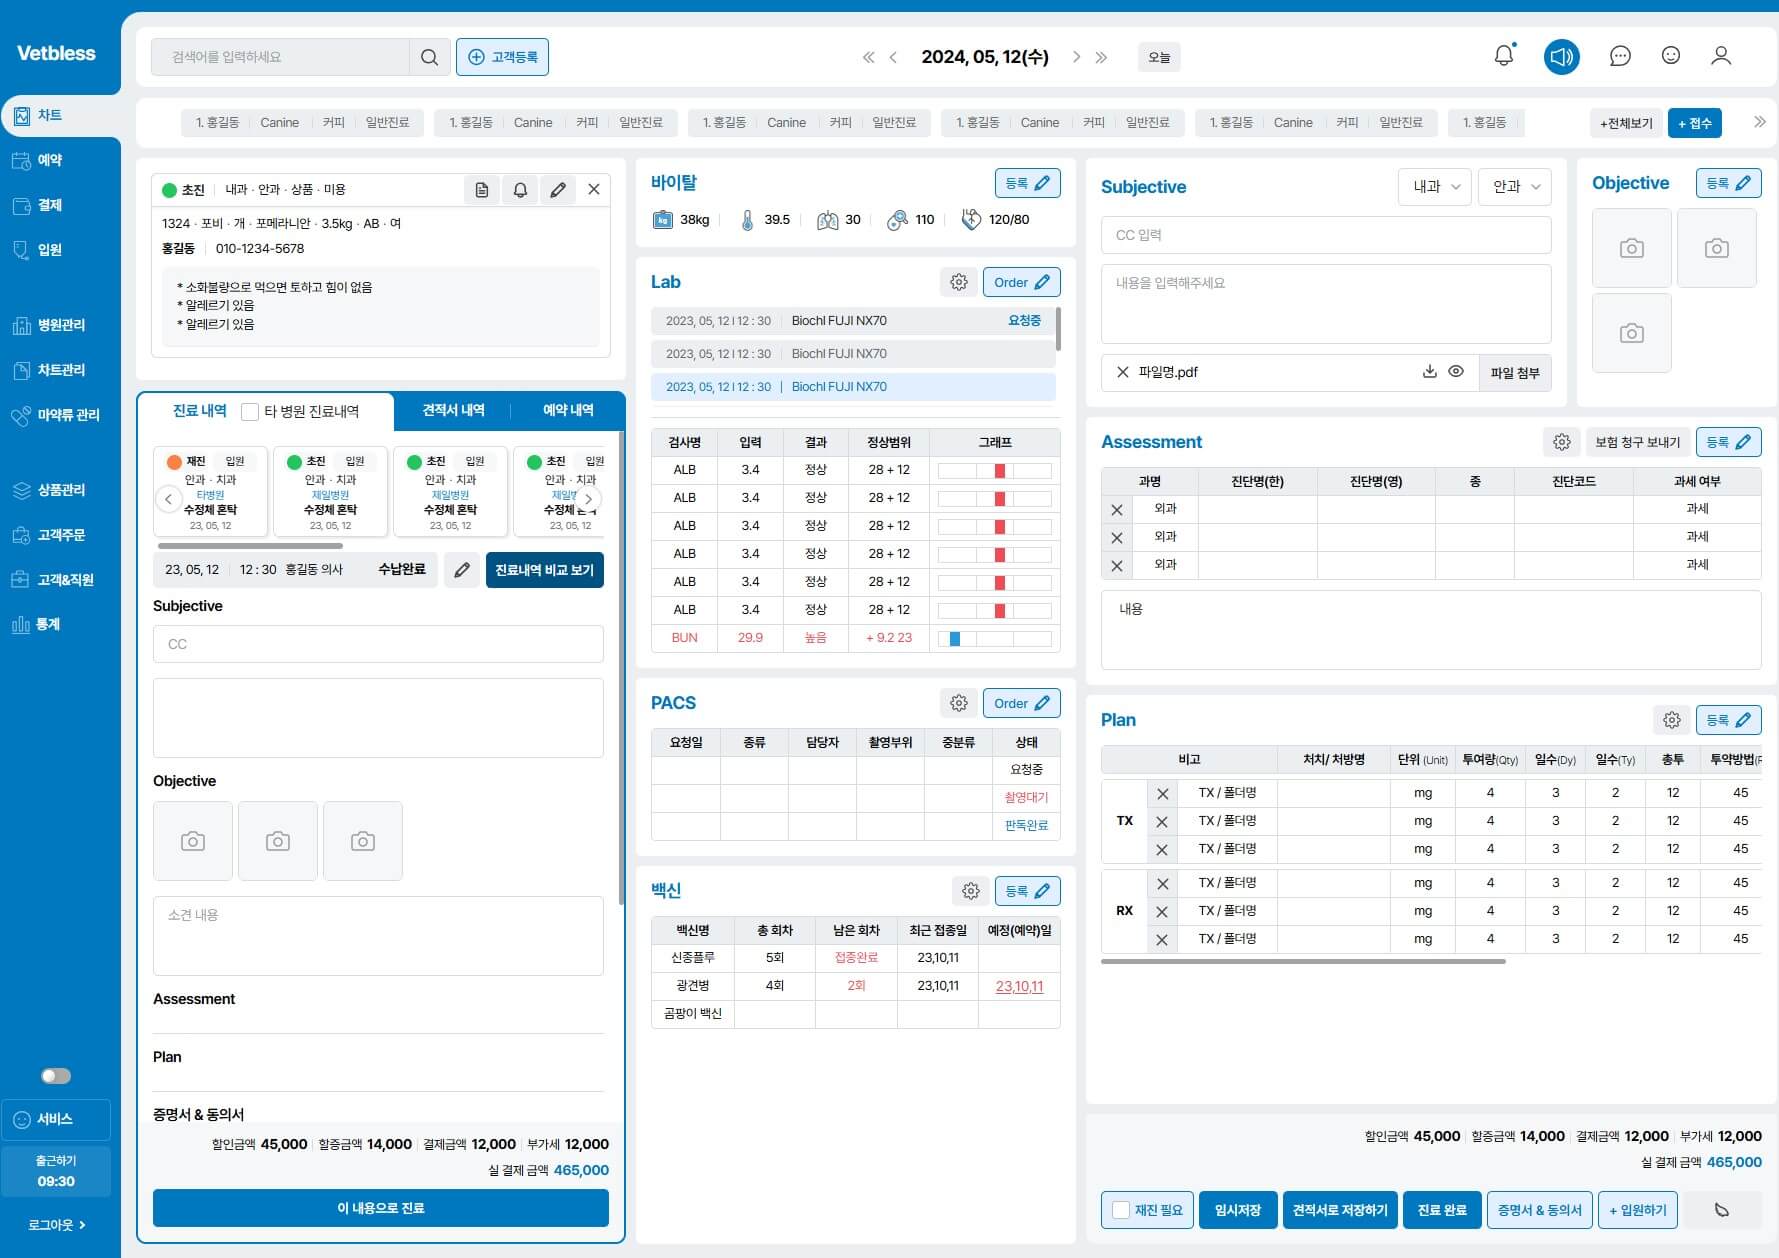 Vetbless
차트
예약
결제
입원
병원관리
차트관리
마약류 관리
상품관리
고객주문
고객&직원
통계
서비스
출근하기
09:30
로그아웃
검색어를 입력하세요
고객등록
2024, 05, 12(수)
오늘
1. 홍길동 Canine 커피 일반진료
1. 홍길동 Canine 커피 일반진료
1. 홍길동 Canine 커피 일반진료
1. 홍길동 Canine 커피 일반진료
1. 홍길동 Canine 커피 일반진료
1. 홍길동
+전체보기
+ 접수
초진 내과 · 안과 · 상품 · 미용
1324 · 포비 · 개 · 포메라니안 · 3.5kg · AB · 여
홍길동 010-1234-5678
* 소화불량으로 먹으면 토하고 힘이 없음
* 알레르기 있음
* 알레르기 있음
진료 내역 타 병원 진료내역 견적서 내역 예약 내역
재진 입원
안과 · 치과
타병원
수정체 혼탁
23, 05, 12
초진 입원
안과 · 치과
제일병원
수정체 혼탁
23, 05, 12
초진 입원
안과 · 치과
제일병원
수정체 혼탁
23, 05, 12
초진 입원
안과 · 치과
제일병
수정체
23, 05, 12
23, 05, 12 12 : 30 홍길동 의사 수납완료 진료내역 비교 보기
Subjective
CC
Objective
소견 내용
Assessment
Plan
증명서 & 동의서
할인금액 45,000 할증금액 14,000 결제금액 12,000 부가세 12,000
실 결제 금액 465,000
이 내용으로 진료
바이탈 등록
kg 38kg 39.5 30 110 120/80
Lab Order
2023, 05, 12 | 12 : 30 BiochI FUJI NX70 요청중
2023, 05, 12 | 12 : 30 BiochI FUJI NX70
2023, 05, 12 | 12 : 30 BiochI FUJI NX70
검사명 입력 결과 정상범위 그래프
ALB 3.4 정상 28 + 12
ALB 3.4 정상 28 + 12
ALB 3.4 정상 28 + 12
ALB 3.4 정상 28 + 12
ALB 3.4 정상 28 + 12
ALB 3.4 정상 28 + 12
BUN 29.9 높음 + 9.2 23
PACS Order
요청일 종류 담당자 촬영부위 중분류 상태
요청중
촬영대기
판독완료
백신 등록
백신명 총 회차 남은 회차 최근 접종일 예정(예약)일
신종플루 5회 접종완료 23,10,11
광견병 4회 2회 23,10,11 23,10,11
곰팡이 백신
Subjective 내과 안과
CC 입력
내용을 입력해주세요
파일명.pdf 파일 첨부
Objective 등록
Assessment 보험 청구 보내기 등록
과명 진단명(한) 진단명(영) 종 진단코드 과세 여부
외과 과세
외과 과세
외과 과세
내용
Plan 등록
비고 처치/ 처방명 단위 (Unit) 투여량(Qty) 일수(Dy) 일수(Ty) 총투 투약방법(R
TX
TX / 폴더명 mg 4 3 2 12 45
TX / 폴더명 mg 4 3 2 12 45
TX / 폴더명 mg 4 3 2 12 45
RX
TX / 폴더명 mg 4 3 2 12 45
TX / 폴더명 mg 4 3 2 12 45
TX / 폴더명 mg 4 3 2 12 45
할인금액 45,000 할증금액 14,000 결제금액 12,000 부가세 12,000
실 결제 금액 465,000
재진 필요 임시저장 견적서로 저장하기 진료 완료 증명서 & 동의서 + 입원하기